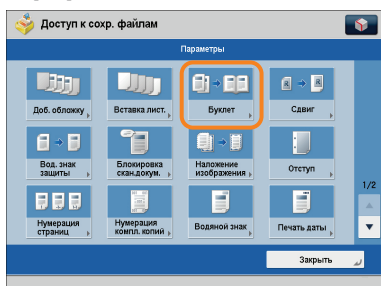 Доступ к сохр. файлам
Параметры
Доб. обложку
Вставка лист.
Буклет
Сдвиг
Вод. знак
защиты
Блокировка
скан.докум.
Наложение
изображения
Отступ
1/2
Нумерация
страниц
Нумерация
компл. копий
Водяной знак
Печать даты
Закрыть